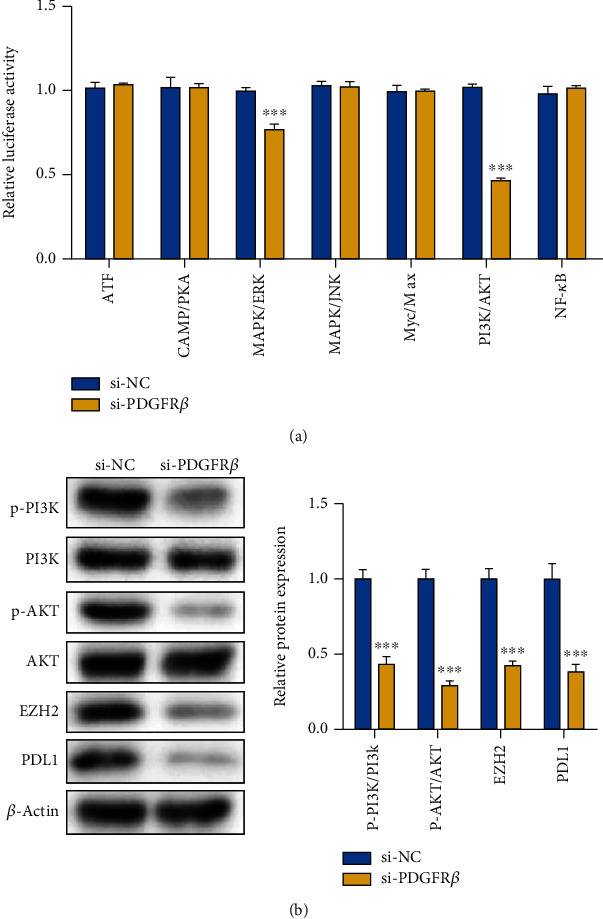 Relative luciferase activity
1.5
1.0
0.5
0.0
***
***
ATF
CAMP/PKA
MAPK/ERK
MAPK/JNK
Myc/M ax
PI3K/AKT
NF-κB
si-NC
si-PDGFRβ
(a)
si-NC si-PDGFRβ
p-PI3K
PI3K
p-AKT
AKT
EZH2
PDL1
β-Actin
Relative protein expression
1.5
1.0
0.5
0.0
***
***
***
***
P-PI3K/PI3k
P-AKT/AKT
EZH2
PDL1
si-NC
si-PDGFRβ
(b)